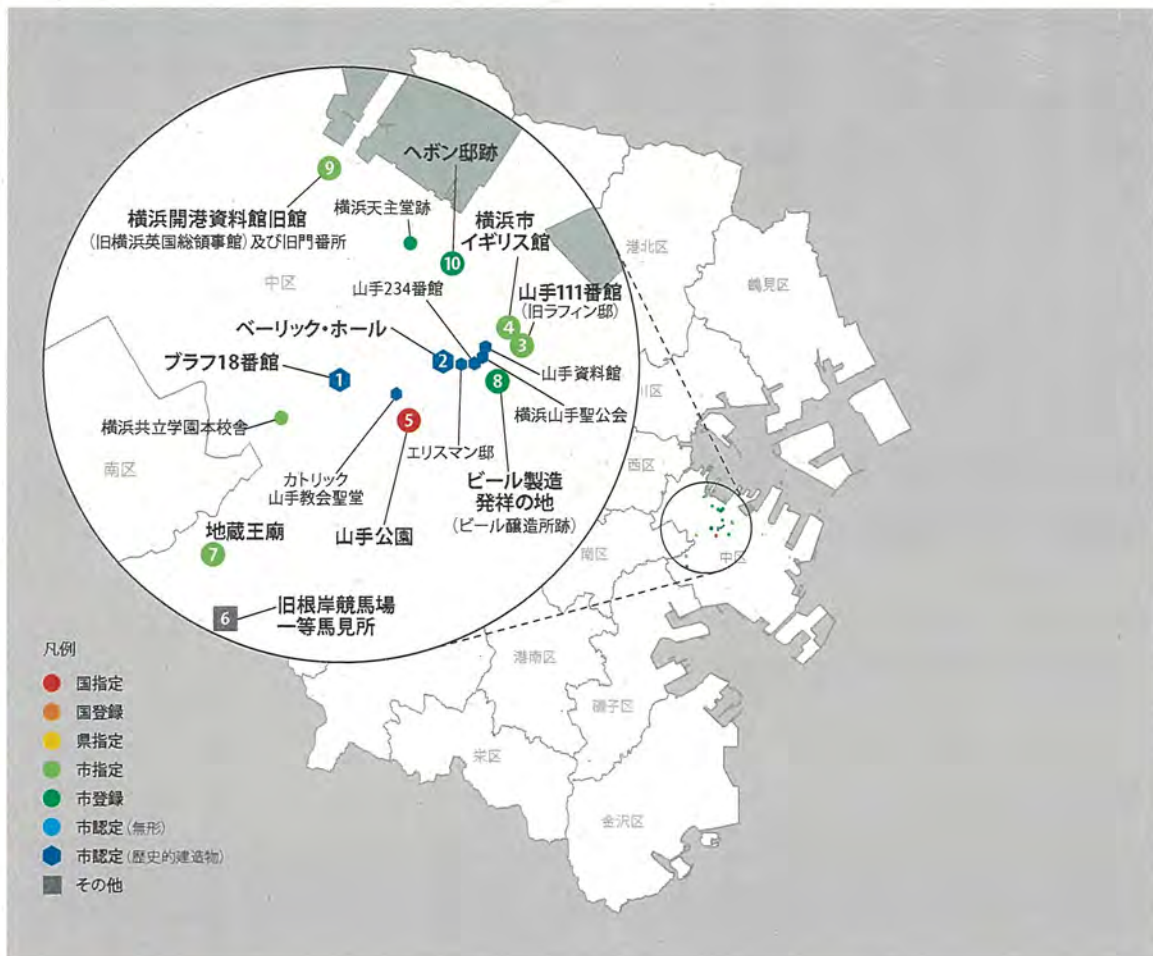 ヘボン邸跡
9
横浜天主堂跡
横浜開港資料館旧館
(旧横浜英国総領事館)及び旧門番所
横浜市
イギリス館
10
中区
山手234番館
山手111番館
(旧ラフィン邸)
4
3
ベーリック・ホール
2
ブラフ18番館
1
山手資料館
8
横浜山手聖公会
5
横浜共立学園本校舎
エリスマン邸
南区
カトリック
山手教会聖堂
ビール製造
発祥の地
(ビール醸造所跡)
山手公園
地蔵王廟
7
6
旧根岸競馬場
一等馬見所
港北区
鶴見区
川区
西区
中区
南区
港南区
磯子区
栄区
金沢区
凡例
国指定
国登録
県指定
市指定
市登録
市認定(無形)
市認定(歴史的建造物)
その他